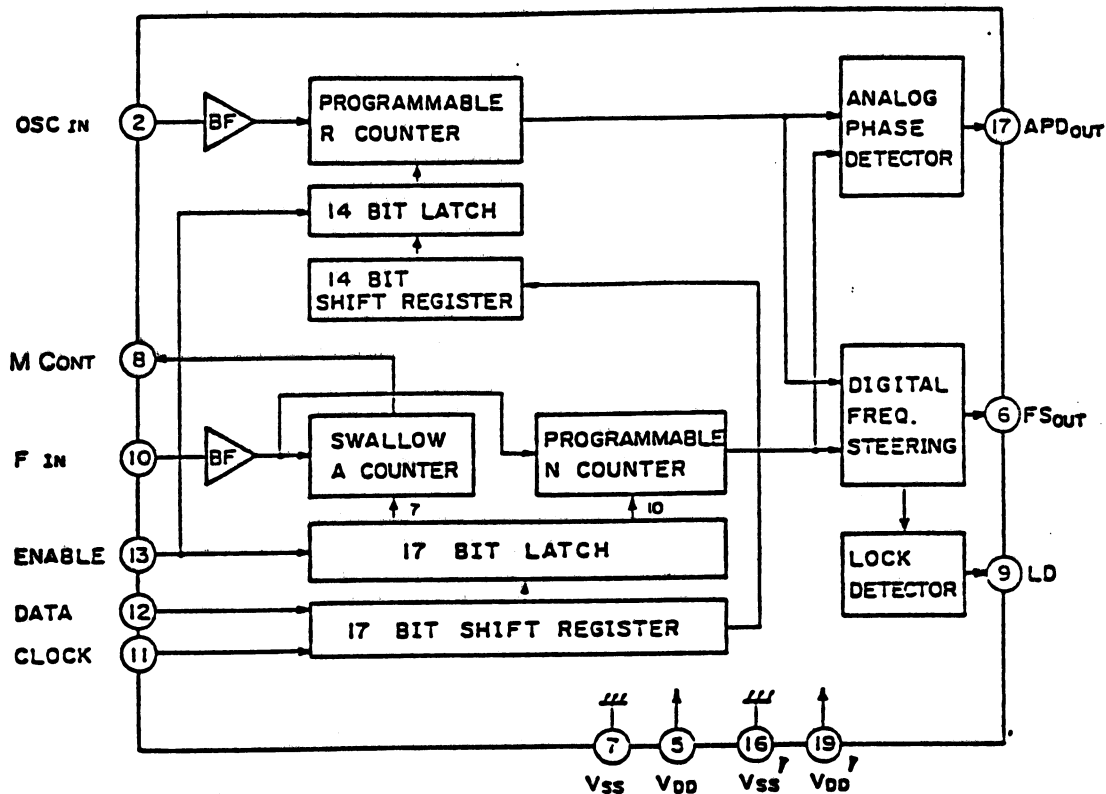 OSC IN
2
BF
PROGRAMMABLE
R COUNTER
ANALOG
PHASE
DETECTOR
17
APDOUT
14 BIT LATCH
14 BIT
SHIFT REGISTER
M CONT
8
F IN
10
BF
SWALLOW
A COUNTER
PROGRAMMABLE
N COUNTER
DIGITAL
FREQ.
STEERING
6
FSOUT
7
10
ENABLE
13
17 BIT LATCH
LOCK
DETECTOR
9
LD
DATA
12
17 BIT SHIFT REGISTER
CLOCK
11
7
5
16
19
VSS
VDD
VSS'
VDD'